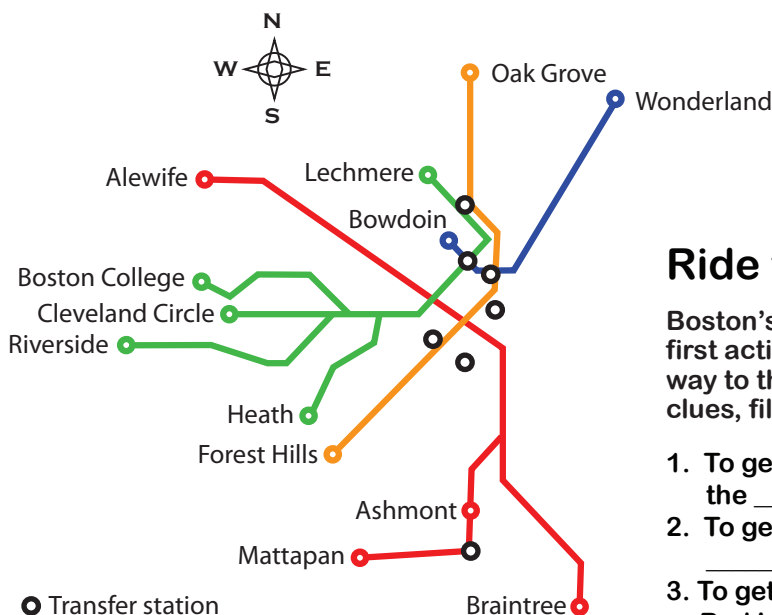 N
W E
S
Oak Grove
Wonderland
Lechmere
Alewife
Bowdoin
Boston College
Cleveland Circle
Riverside
Heath
Forest Hills
Ashmont
Mattapan
Transfer station
Braintree
Ride
Boston's
first acti
way to th
clues, fil
1. To ge
the __
2. To ge
_____
3. To get